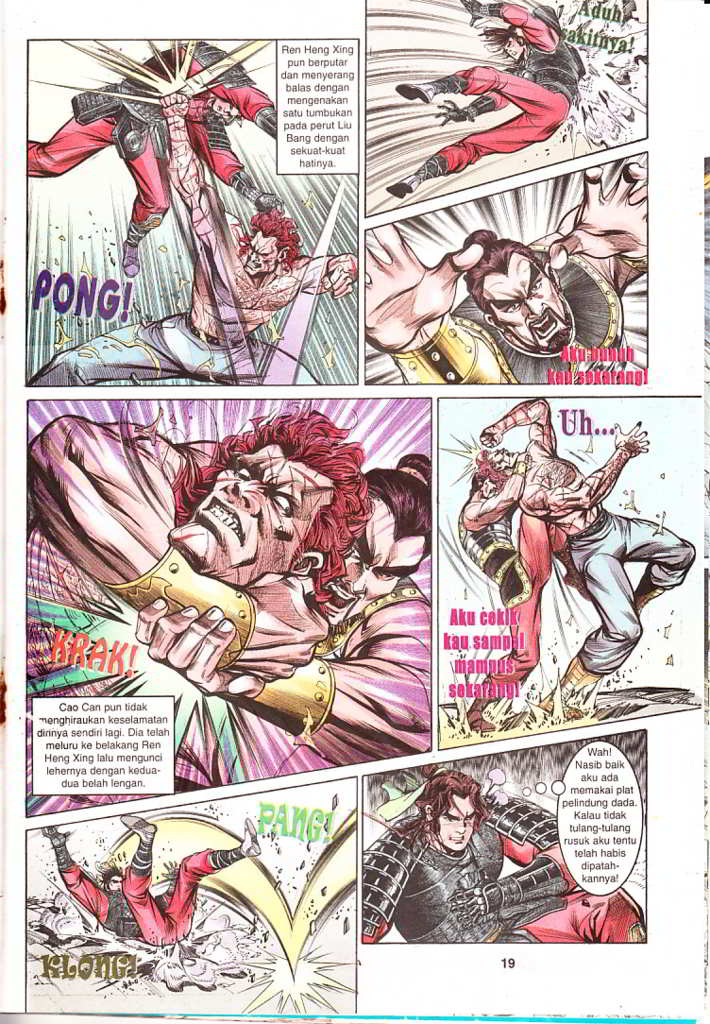 Ren Heng Xing
pun berputar
dan menyerang
balas dengan
mengenakan
satu tumbukan
pada perut Liu
Bang dengan
sekuat-kuat
hatinya.
PONG!
Aduh,
sakitnya!
Aku bunuh
kau sekarang!
KRAK!
Cao Can pun tidak
menghiraukan keselamatan
dirinya sendiri lagi. Dia telah
meluru ke belakang Ren
Heng Xing lalu mengunci
lehernya dengan kedua-
dua belah lengan.
Uh...
Aku cekik
kau sampai
mampus
sekarang!
PANG!
KLONG!
Wah!
Nasib baik
aku ada
memakai plat
pelindung dada.
Kalau tidak
tulang-tulang
rusuk aku tentu
telah habis
dipatah-
kannya!
19